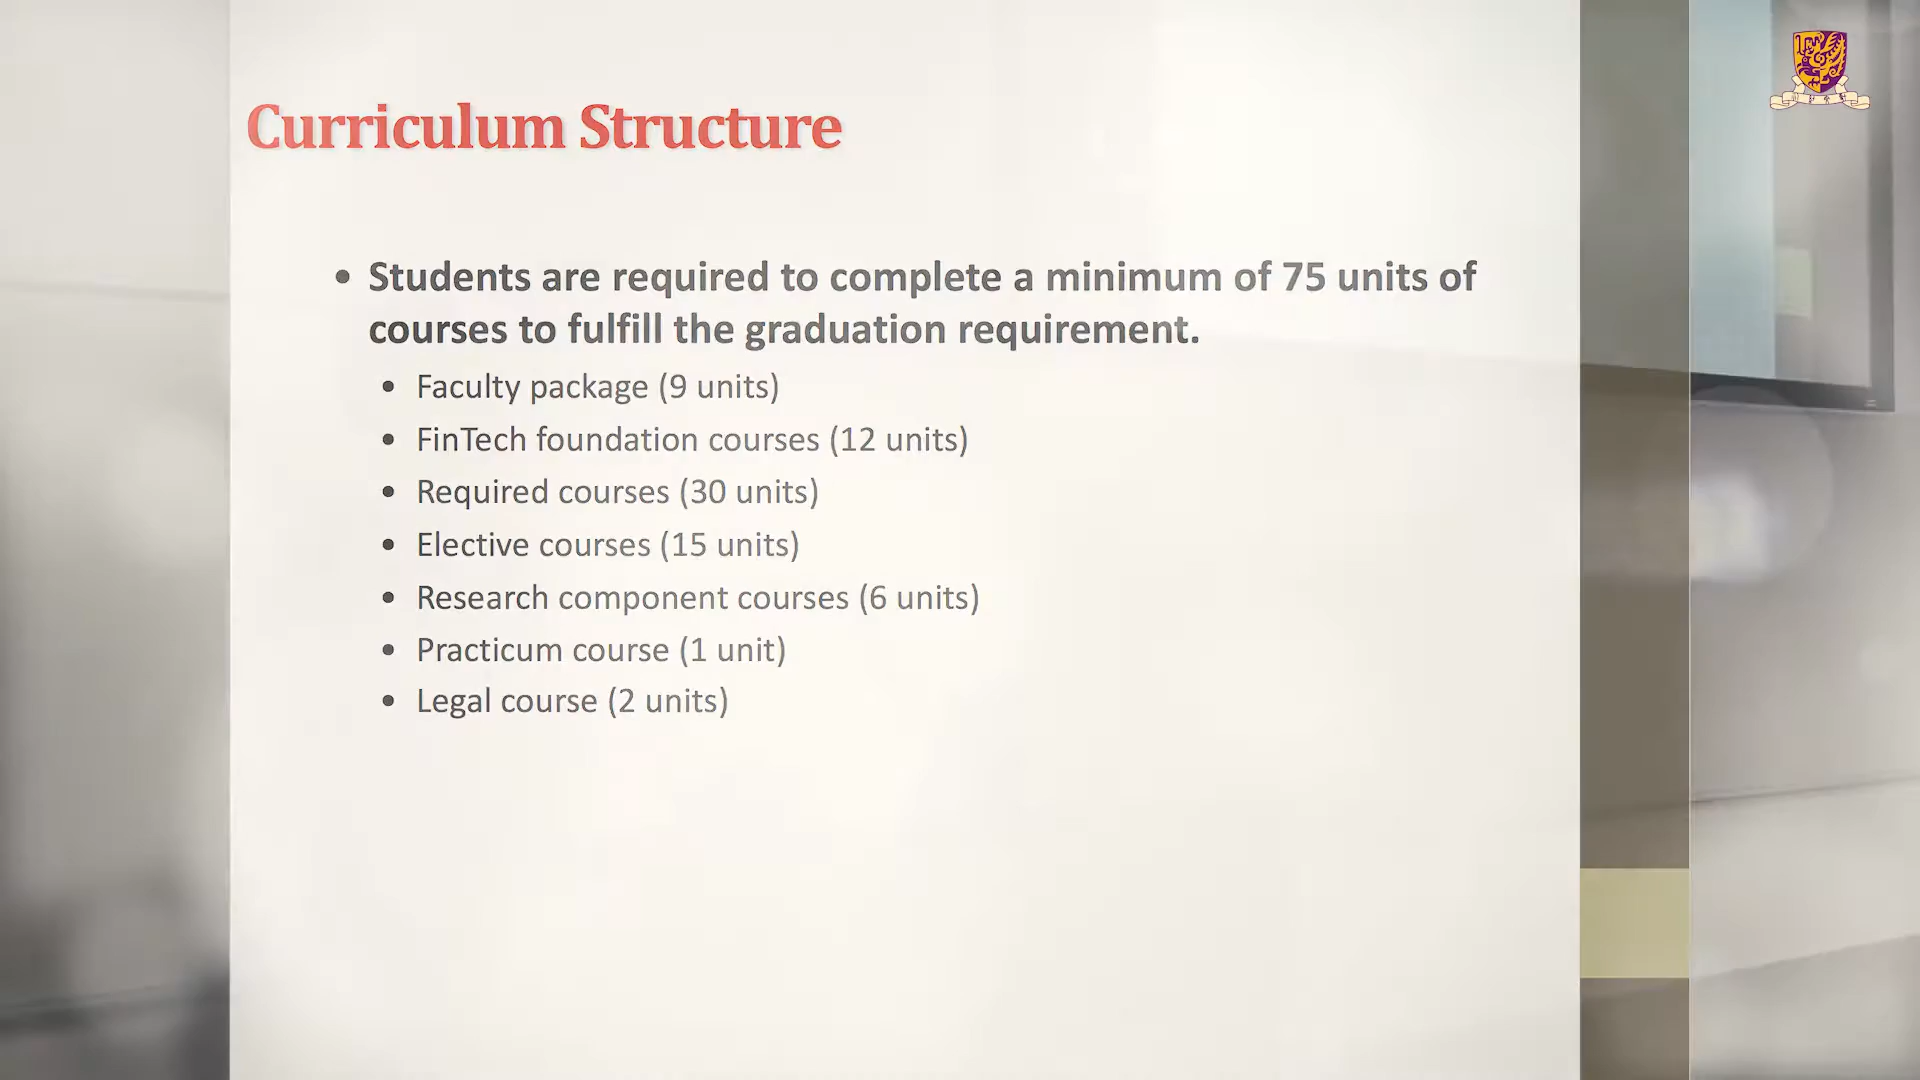 Curriculum Structure
• Students are required to complete a minimum of 75 units of
courses to fulfill the graduation requirement.
• Faculty package (9 units)
• FinTech foundation courses (12 units)
• Required courses (30 units)
• Elective courses (15 units)
• Research component courses (6 units)
• Practicum course (1 unit)
• Legal course (2 units)